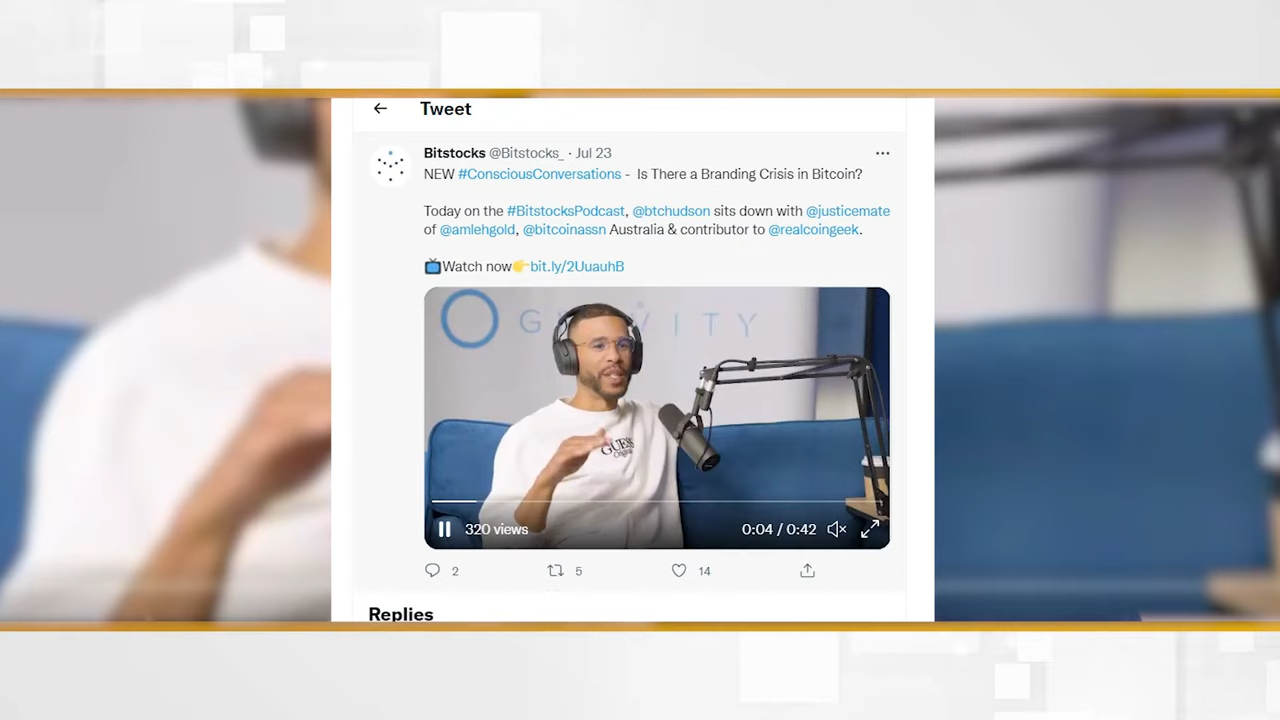 Tweet
Bitstocks @Bitstocks_ · Jul 23
NEW #ConsciousConversations - Is There a Branding Crisis in Bitcoin?
Today on the #BitstocksPodcast, @btchudson sits down with @justicemate
of @amlehgold, @bitcoinassn Australia & contributor to @realcoingeek.
📺Watch now👉bit.ly/2UuauhB
GRAVITY
GUESS
320 views
0:04 / 0:42
2 5 14
Replies